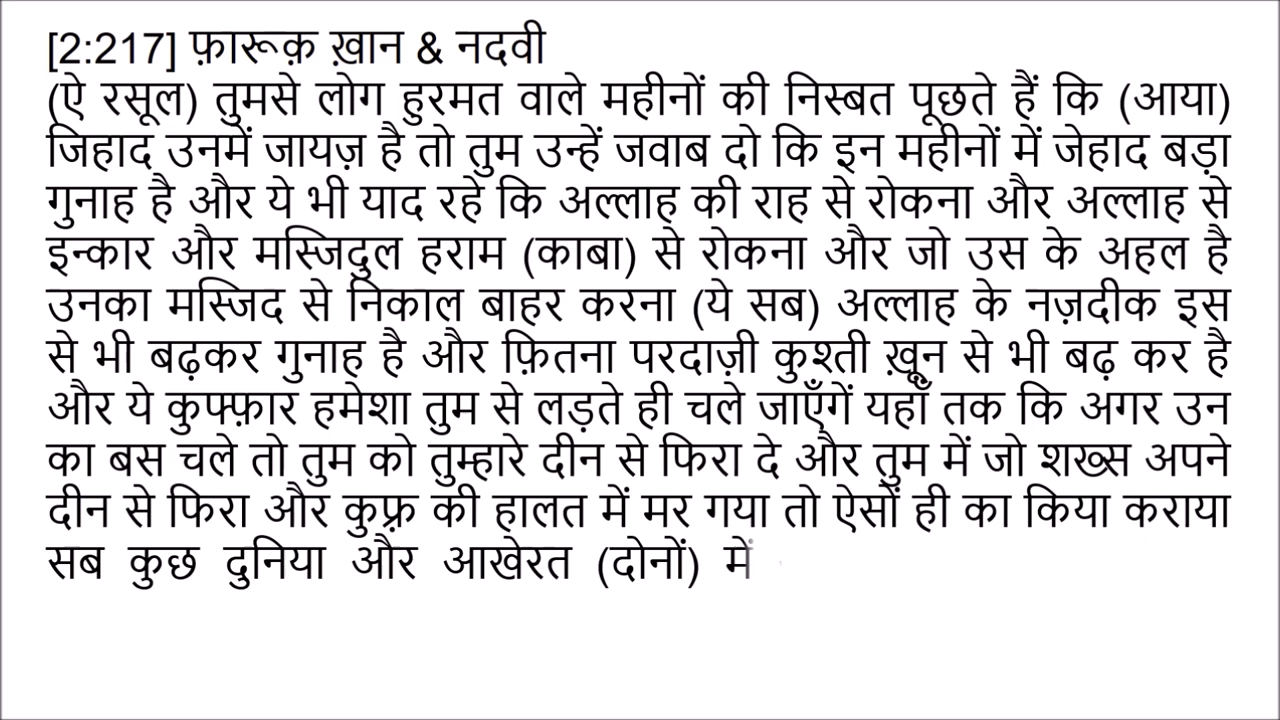 [2:217] फ़ारूक़ ख़ान & नदवी
(ऐ रसूल) तुमसे लोग हुरमत वाले महीनों की निस्बत पूछते हैं कि (आया)
जिहाद उनमें जायज़ है तो तुम उन्हें जवाब दो कि इन महीनों में जेहाद बड़ा
गुनाह है और ये भी याद रहे कि अल्लाह की राह से रोकना और अल्लाह से
इन्कार और मस्जिदुल हराम (काबा) से रोकना और जो उस के अहल है
उनका मस्जिद से निकाल बाहर करना (ये सब) अल्लाह के नज़दीक इस
से भी बढ़कर गुनाह है और फ़ितना परदाज़ी कुश्ती ख़ून से भी बढ़ कर है
और ये कुफ्फ़ार हमेशा तुम से लड़ते ही चले जाएँगें यहाँ तक कि अगर उन
का बस चले तो तुम को तुम्हारे दीन से फिरा दे और तुम में जो शख्स अपने
दीन से फिरा और कुफ़्र की हालत में मर गया तो ऐसों ही का किया कराया
सब कुछ दुनिया और आखेरत (दोनों) में